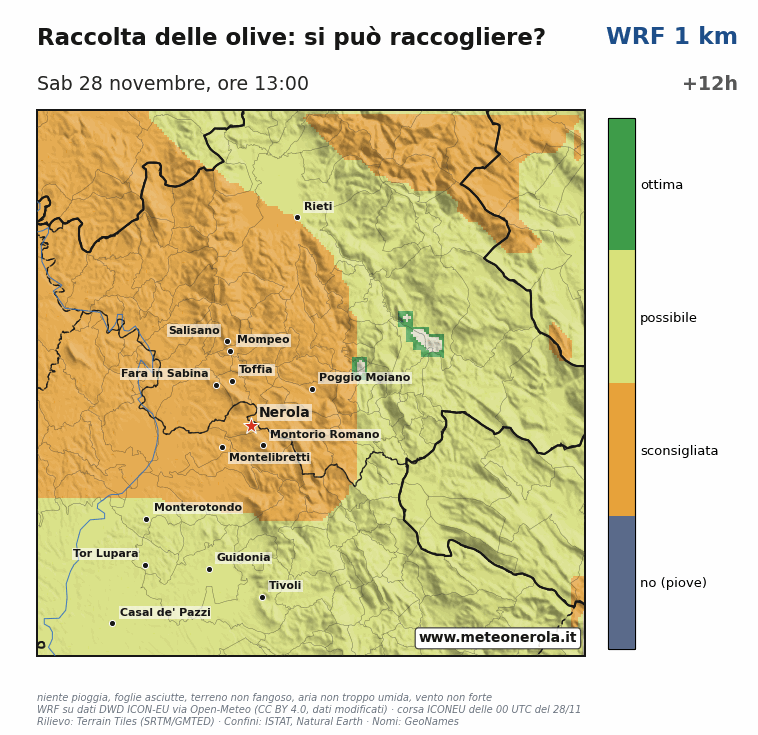 Raccolta delle olive: si può raccogliere?
WRF 1 km
Sab 28 novembre, ore 13:00
+12h
Rieti
Salisano
Mompeo
Fara in Sabina
Toffia
Poggio Moiano
Nerola
Montorio Romano
Montelibretti
Monterotondo
Tor Lupara
Guidonia
Tivoli
Casal de' Pazzi
www.meteonerola.it
ottima
possibile
sconsigliata
no (piove)
niente pioggia, foglie asciutte, terreno non fangoso, aria non troppo umida, vento non forte
WRF su dati DWD ICON-EU via Open-Meteo (CC BY 4.0, dati modificati) · corsa ICONEU delle 00 UTC del 28/11
Rilievo: Terrain Tiles (SRTM/GMTED) · Confini: ISTAT, Natural Earth · Nomi: GeoNames